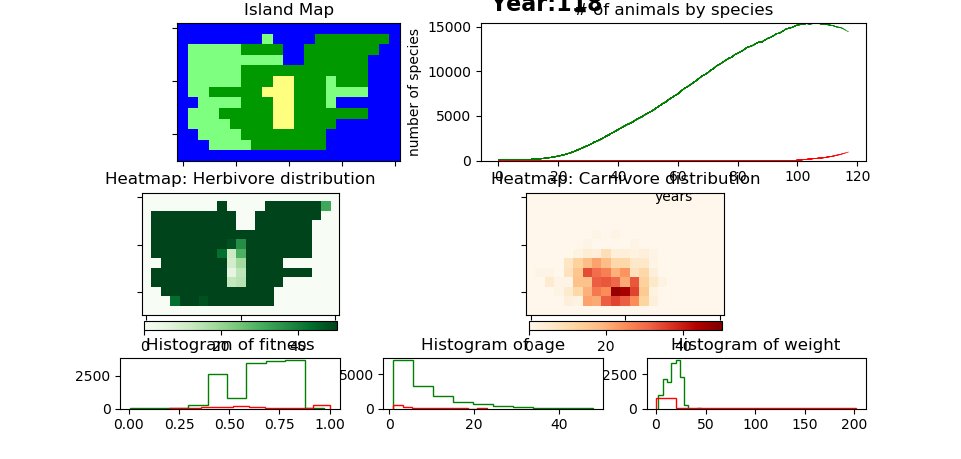 Year:118
Island Map
# of animals by species
number of species
15000
10000
5000
0
0 20 40 60 80 100 120
years
Heatmap: Herbivore distribution
Heatmap: Carnivore distribution
0 20 40
0 20 40
Histogram of fitness
Histogram of age
Histogram of weight
2500
0
0.00 0.25 0.50 0.75 1.00
5000
0
0 20 40
2500
0
0 50 100 150 200